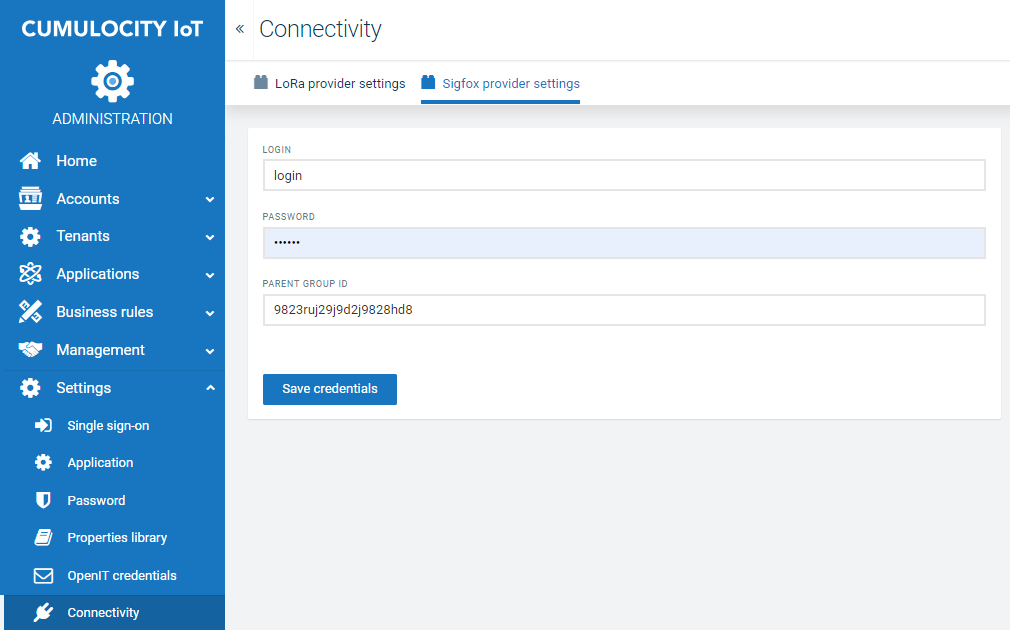 CUMULOCITY IoT
ADMINISTRATION
Home
Accounts
Tenants
Applications
Business rules
Management
Settings
Single sign-on
Application
Password
Properties library
OpenIT credentials
Connectivity
« Connectivity
LoRa provider settings Sigfox provider settings
LOGIN
login
PASSWORD
••••••
PARENT GROUP ID
9823ruj29j9d2j9828hd8
Save credentials